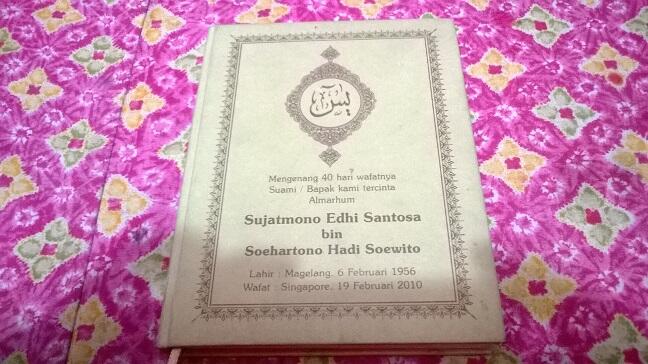 يس
Mengenang 40 hari wafatnya
Suami / Bapak kami tercinta
Almarhum
Sujatmono Edhi Santosa
bin
Soehartono Hadi Soewito
Lahir : Magelang, 6 Februari 1956
Wafat : Singapore, 19 Februari 2010